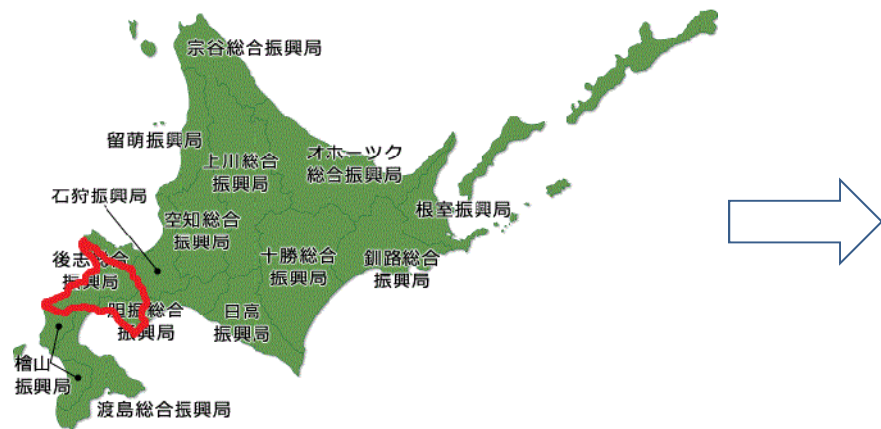 宗谷総合振興局
留萌振興局
上川総合
振興局
オホーツク
総合振興局
石狩振興局
空知総合
振興局
根室振興局
後志総合
振興局
十勝総合
振興局
釧路総合
振興局
胆振総合
振興局
日高
振興局
檜山
振興局
渡島総合振興局